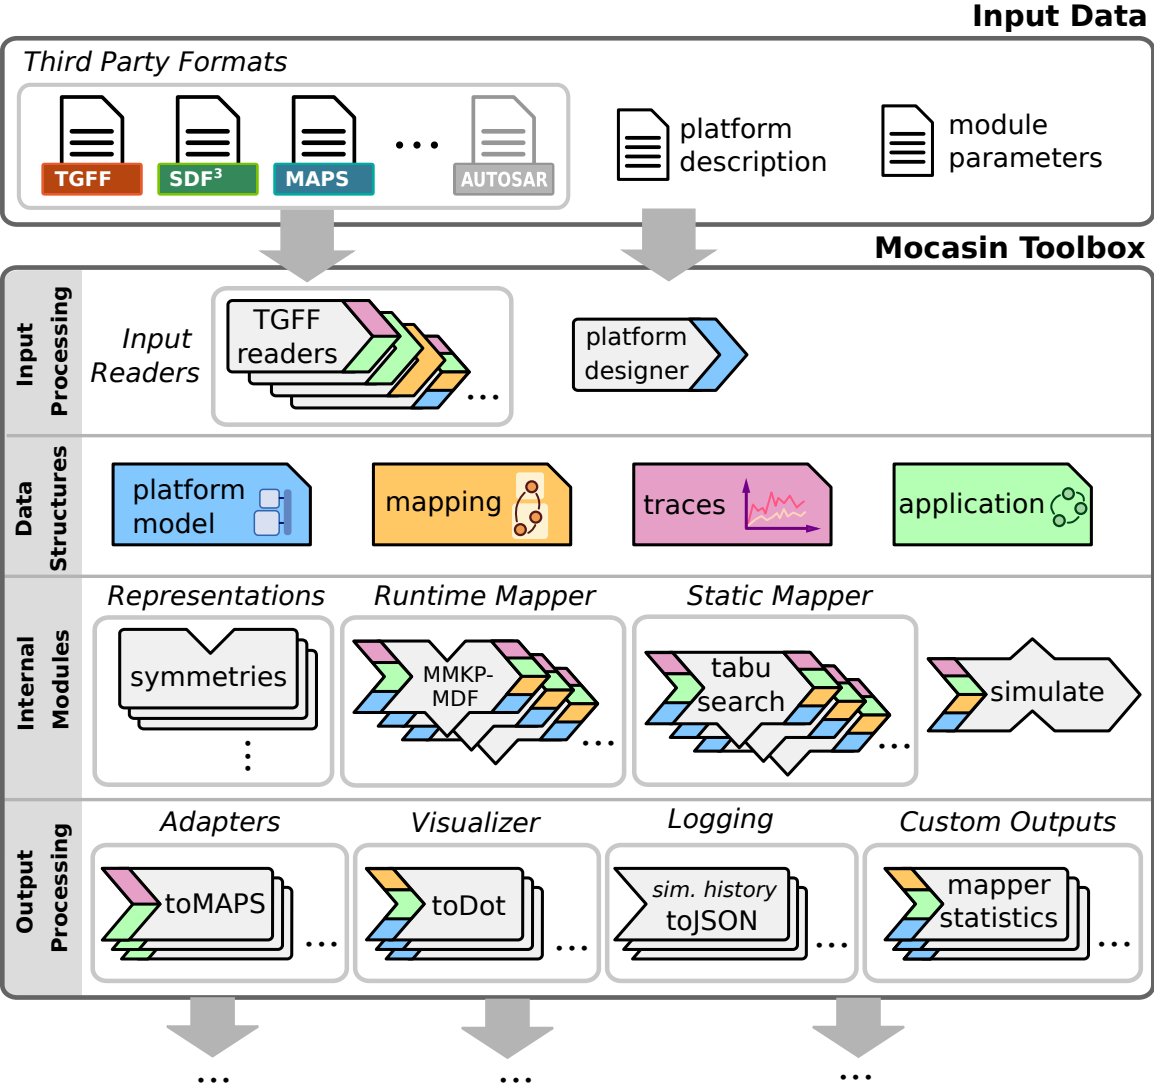 Input Data
Third Party Formats
TGFF
SDF³
MAPS
...
AUTOSAR
platform
description
module
parameters
Mocasin Toolbox
Input
Processing
Input
Readers
TGFF
readers
...
platform
designer
Data
Structures
platform
model
mapping
traces
application
Internal
Modules
Representations
symmetries
...
Runtime Mapper
MMKP-
MDF
...
Static Mapper
tabu
search
...
simulate
Output
Processing
Adapters
toMAPS
...
Visualizer
toDot
...
Logging
sim. history
toJSON
...
Custom Outputs
mapper
statistics
...
...
...
...